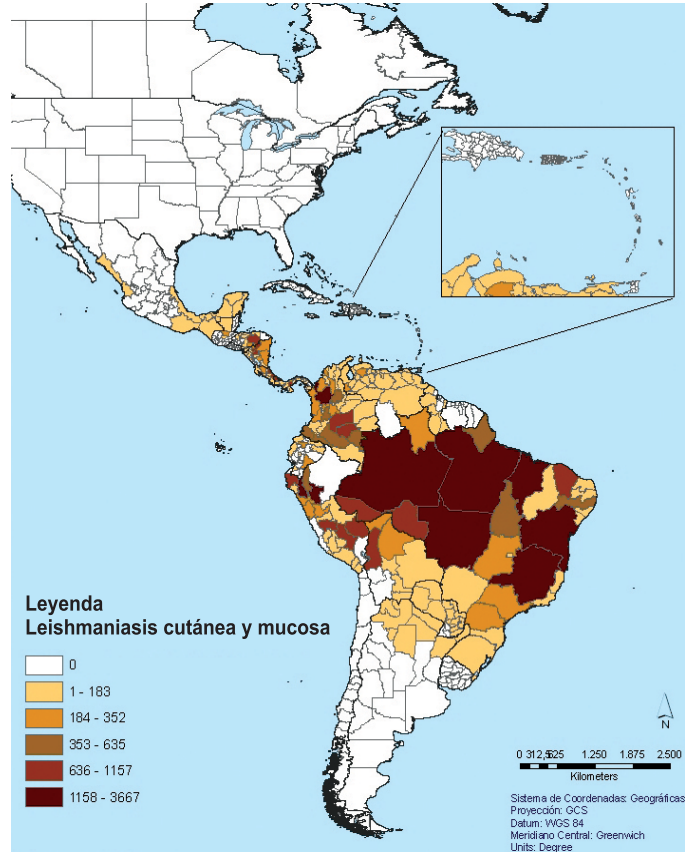 Leyenda
Leishmaniasis cutánea y mucosa
0
1 - 183
184 - 352
353 - 635
636 - 1157
1158 - 3667
N
0 312,5625 1.250 1.875 2.500
Kilometers
Sistema de Coordenadas: Geográficas
Proyección: GCS
Datum: WGS 84
Meridiano Central: Greenwich
Units: Degree